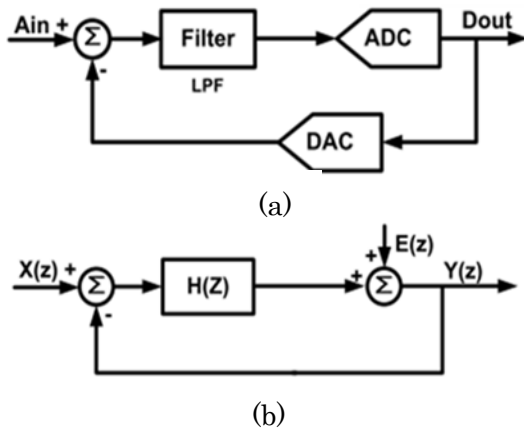 Ain + Σ Filter ADC Dout
-
LPF
DAC
(a)
+ E(z)
X(z) + Σ H(Z) + Σ Y(z)
-
(b)